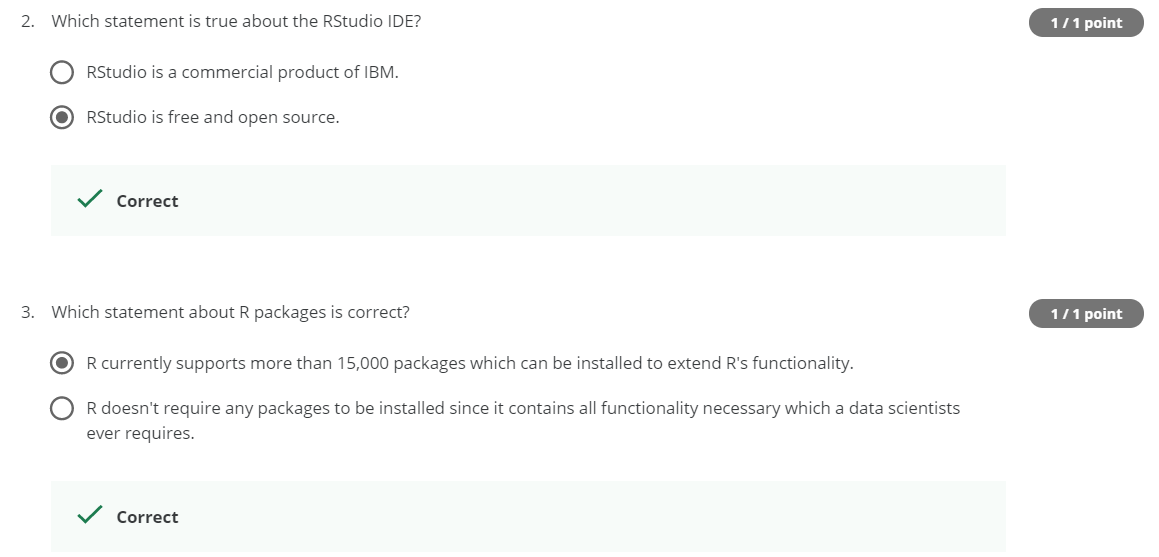 2. Which statement is true about the RStudio IDE?
1 / 1 point
RStudio is a commercial product of IBM.
RStudio is free and open source.
Correct
3. Which statement about R packages is correct?
1 / 1 point
R currently supports more than 15,000 packages which can be installed to extend R's functionality.
R doesn't require any packages to be installed since it contains all functionality necessary which a data scientists
ever requires.
Correct